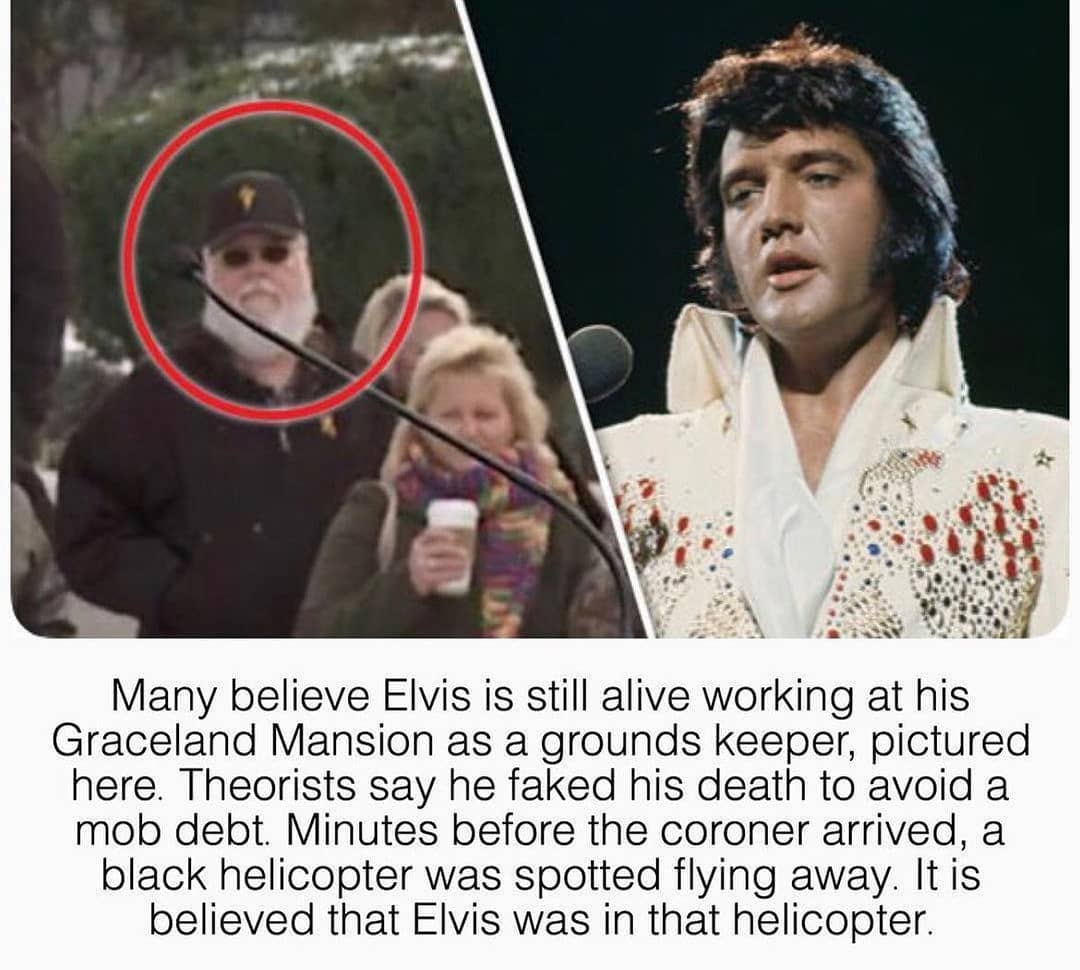 Many believe Elvis is still alive working at his
Graceland Mansion as a grounds keeper, pictured
here. Theorists say he faked his death to avoid a
mob debt. Minutes before the coroner arrived, a
black helicopter was spotted flying away. It is
believed that Elvis was in that helicopter.